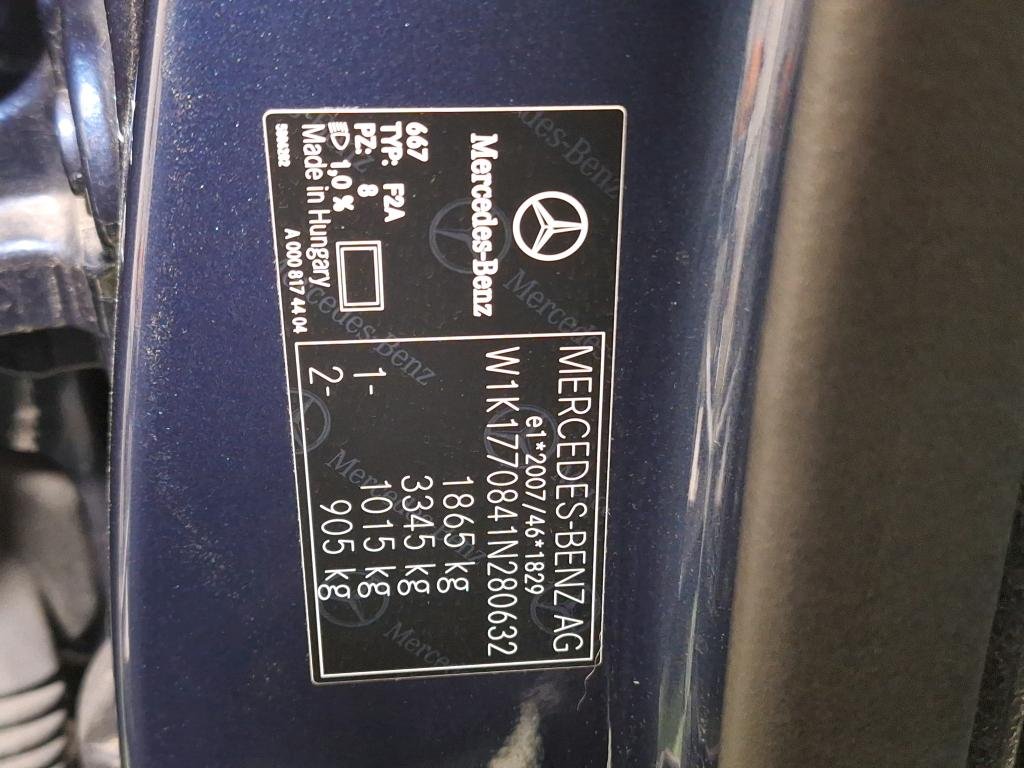 Mercedes-Benz
667
TYP: F2A
PZ: 8
1,0 %
Made in Hungary
A 000 817 44 04
MERCEDES-BENZ AG
e1*2007/46*1829
W1K1770841N280632
1865 kg
3345 kg
1- 1015 kg
2- 905 kg